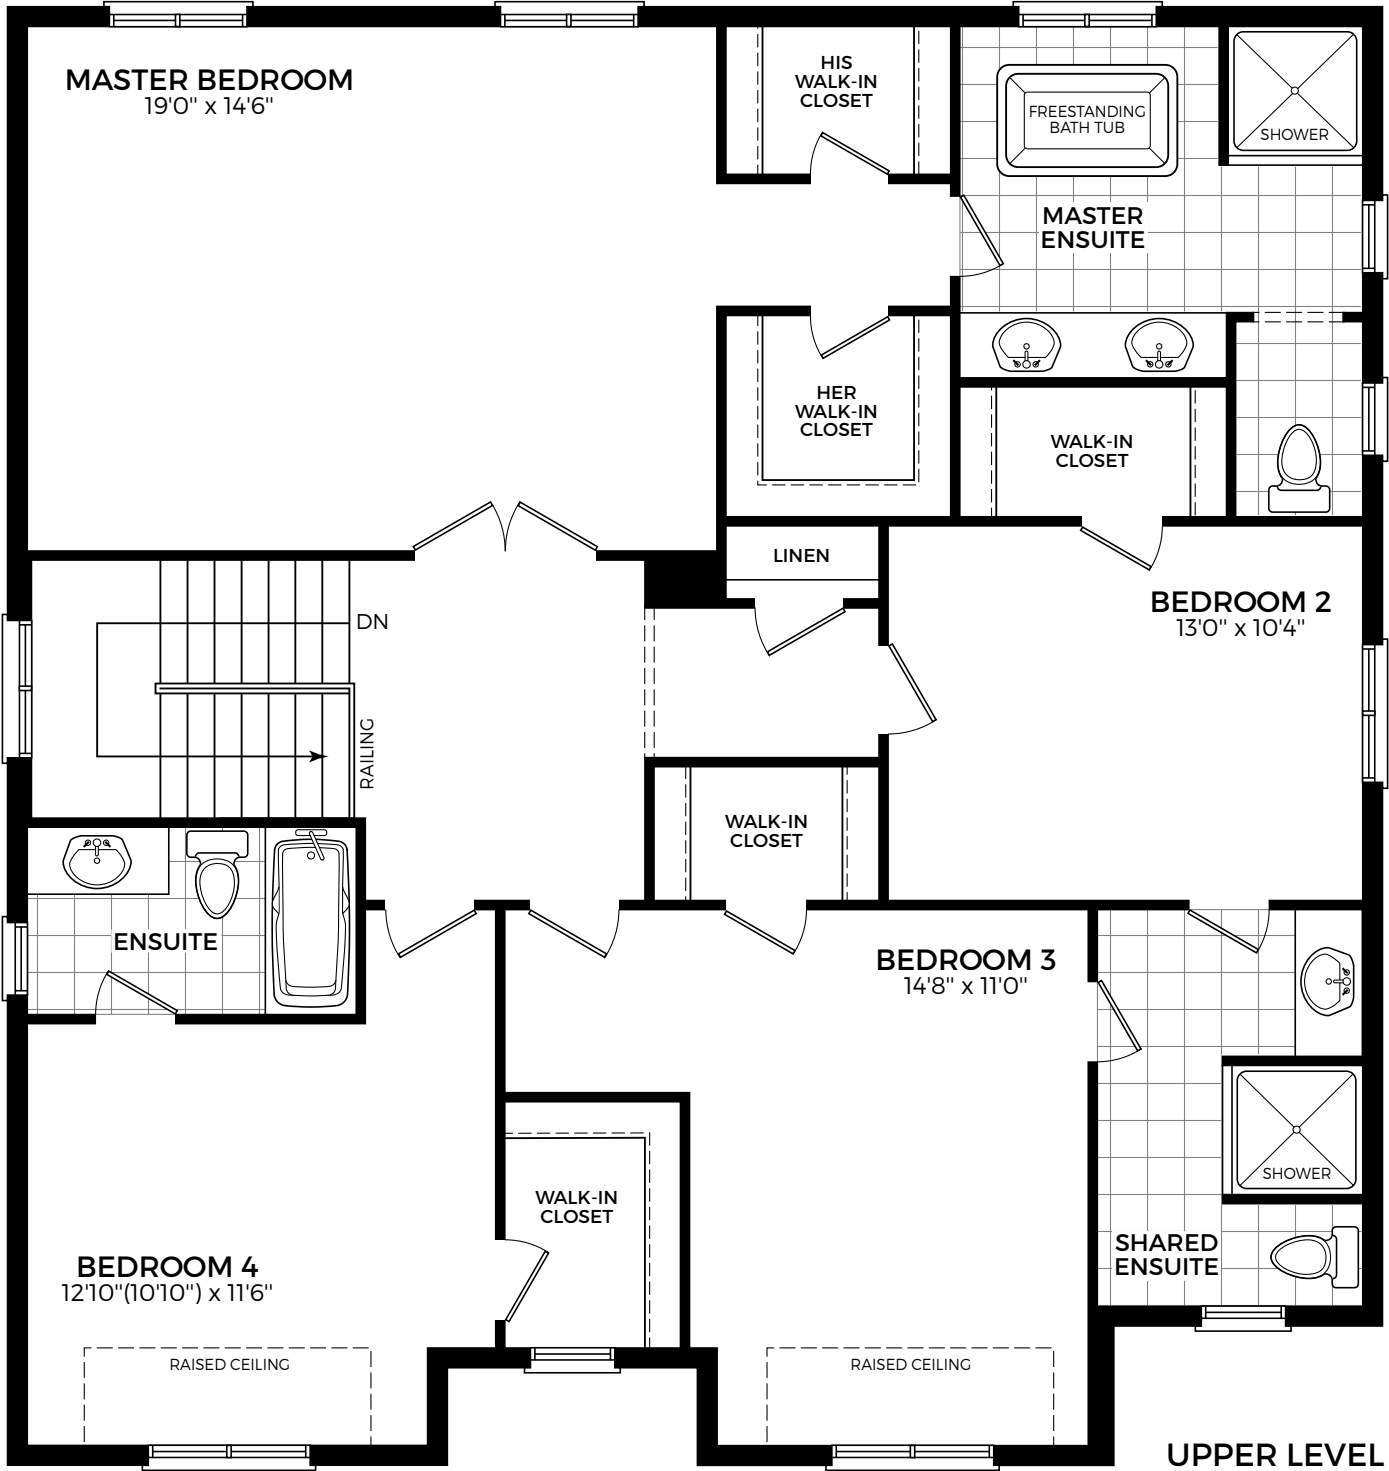 MASTER BEDROOM
19'0" x 14'6"
HIS
WALK-IN
CLOSET
FREESTANDING
BATH TUB
SHOWER
MASTER
ENSUITE
HER
WALK-IN
CLOSET
WALK-IN
CLOSET
LINEN
BEDROOM 2
13'0" x 10'4"
DN
RAILING
WALK-IN
CLOSET
ENSUITE
BEDROOM 3
14'8" x 11'0"
SHOWER
WALK-IN
CLOSET
SHARED
ENSUITE
BEDROOM 4
12'10"(10'10") x 11'6"
RAISED CEILING
RAISED CEILING
UPPER LEVEL